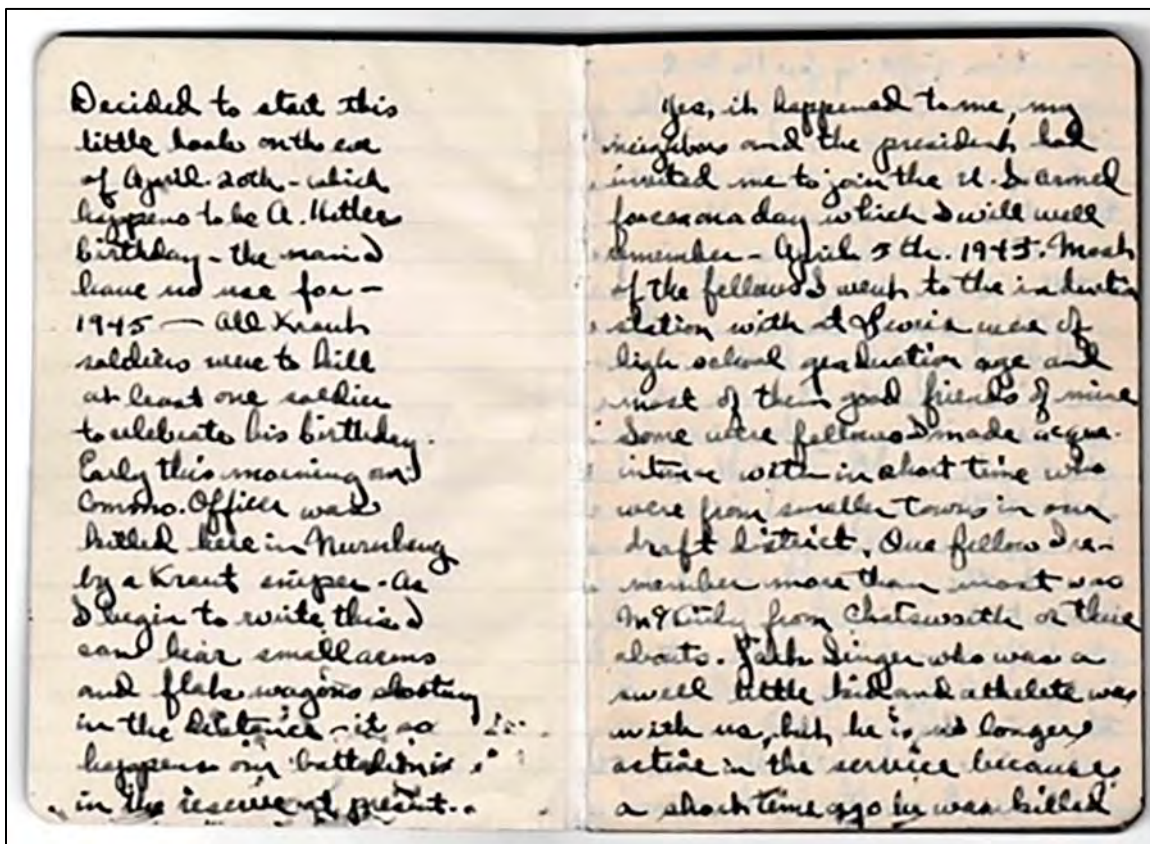 Decided to start this
little book on the eve
of April 20th - which
happens to be A. Hitlers
birthday - the man I
have no use for -
1945 — All Kraut
soldiers were to kill
at least one soldier
to celebrate his birthday.
Early this morning our
Commo. Officer was
killed here in Nurnberg
by a Kraut sniper - As
I begin to write this I
can hear small arms
and flak wagons shooting
in the distance - it so
happens our battalion is
in the reserve at present.
Yes, it happened to me, my
neighbors and the president had
invited me to join the U.S. armed
forces on a day which I will well
remember - April 5th. 1945. Most
of the fellows I went to the induction
station with at were of
high school graduation age and
most of them good friends of mine
Some were fellows I made acqua-
intence with in short time who
were from smaller towns in our
draft district. One fellow I re-
member more than most was
from Chatsworth or there
abouts. Singer who was a
swell little kid and athelete was
with us, but he is no longer
active in the service because
a short time ago he was killed